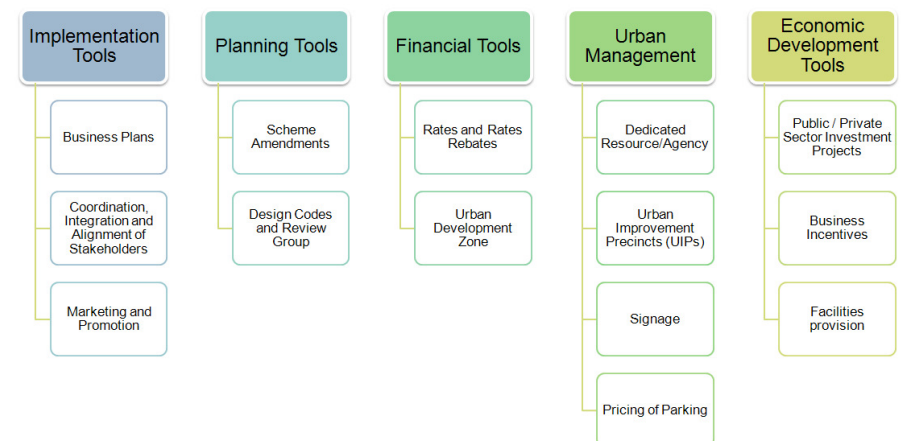 Implementation
Tools
Business Plans
Coordination,
Integration and
Alignment of
Stakeholders
Marketing and
Promotion
Planning Tools
Scheme
Amendments
Design Codes
and Review
Group
Financial Tools
Rates and Rates
Rebates
Urban
Development
Zone
Urban
Management
Dedicated
Resource/Agency
Urban
Improvement
Precincts (UIPs)
Signage
Pricing of Parking
Economic
Development
Tools
Public / Private
Sector Investment
Projects
Business
Incentives
Facilities
provision